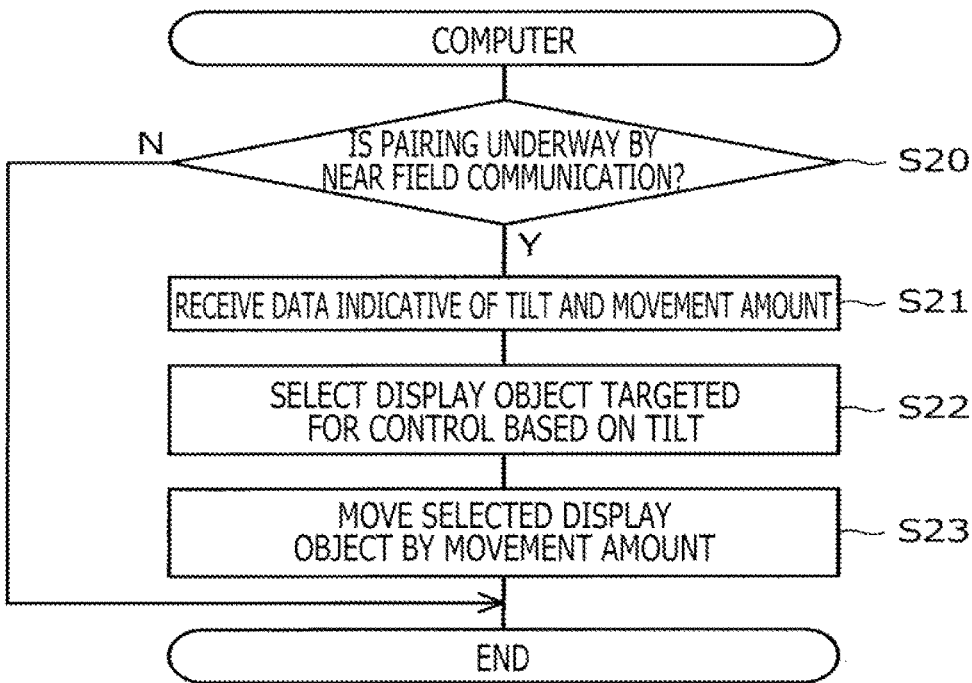 COMPUTER
N
IS PAIRING UNDERWAY BY
NEAR FIELD COMMUNICATION?
S20
Y
RECEIVE DATA INDICATIVE OF TILT AND MOVEMENT AMOUNT
S21
SELECT DISPLAY OBJECT TARGETED
FOR CONTROL BASED ON TILT
S22
MOVE SELECTED DISPLAY
OBJECT BY MOVEMENT AMOUNT
S23
END